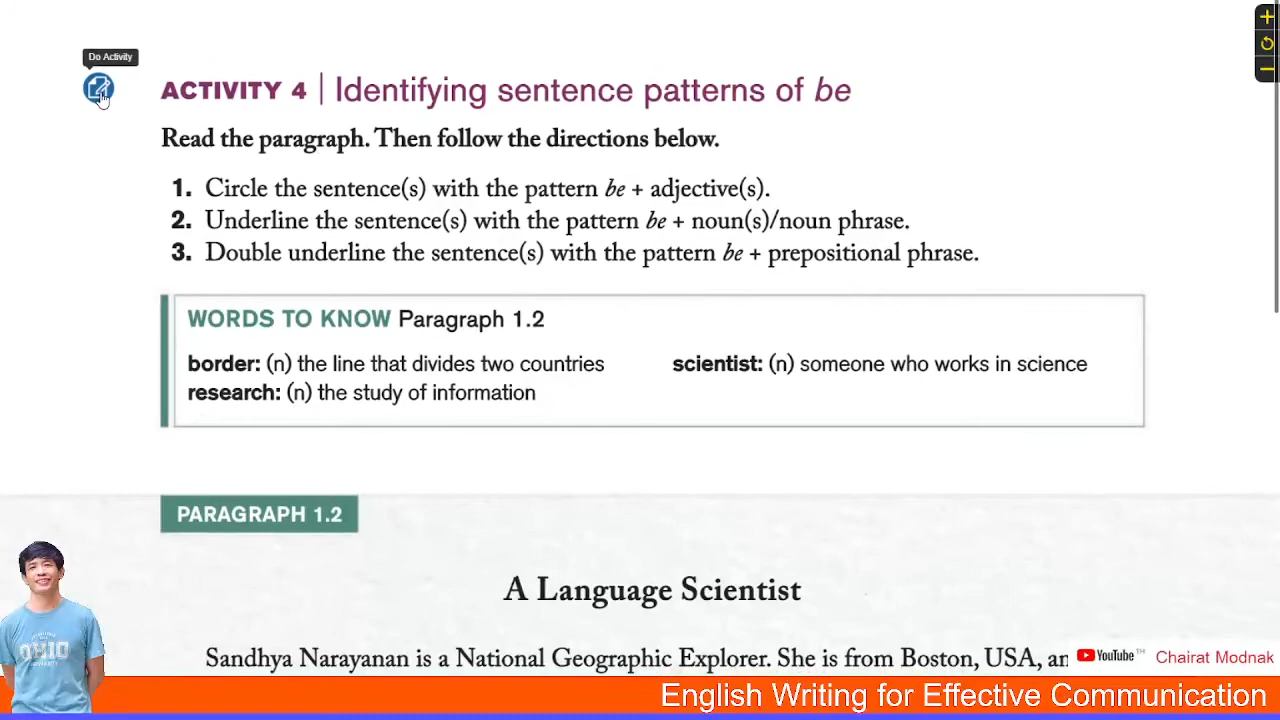 Do Activity
ACTIVITY 4 | Identifying sentence patterns of be
Read the paragraph. Then follow the directions below.
1. Circle the sentence(s) with the pattern be + adjective(s).
2. Underline the sentence(s) with the pattern be + noun(s)/noun phrase.
3. Double underline the sentence(s) with the pattern be + prepositional phrase.
WORDS TO KNOW Paragraph 1.2
border: (n) the line that divides two countries
scientist: (n) someone who works in science
research: (n) the study of information
PARAGRAPH 1.2
A Language Scientist
Sandhya Narayanan is a National Geographic Explorer. She is from Boston, USA, an
YouTube TH Chairat Modnak
OHIO
English Writing for Effective Communication